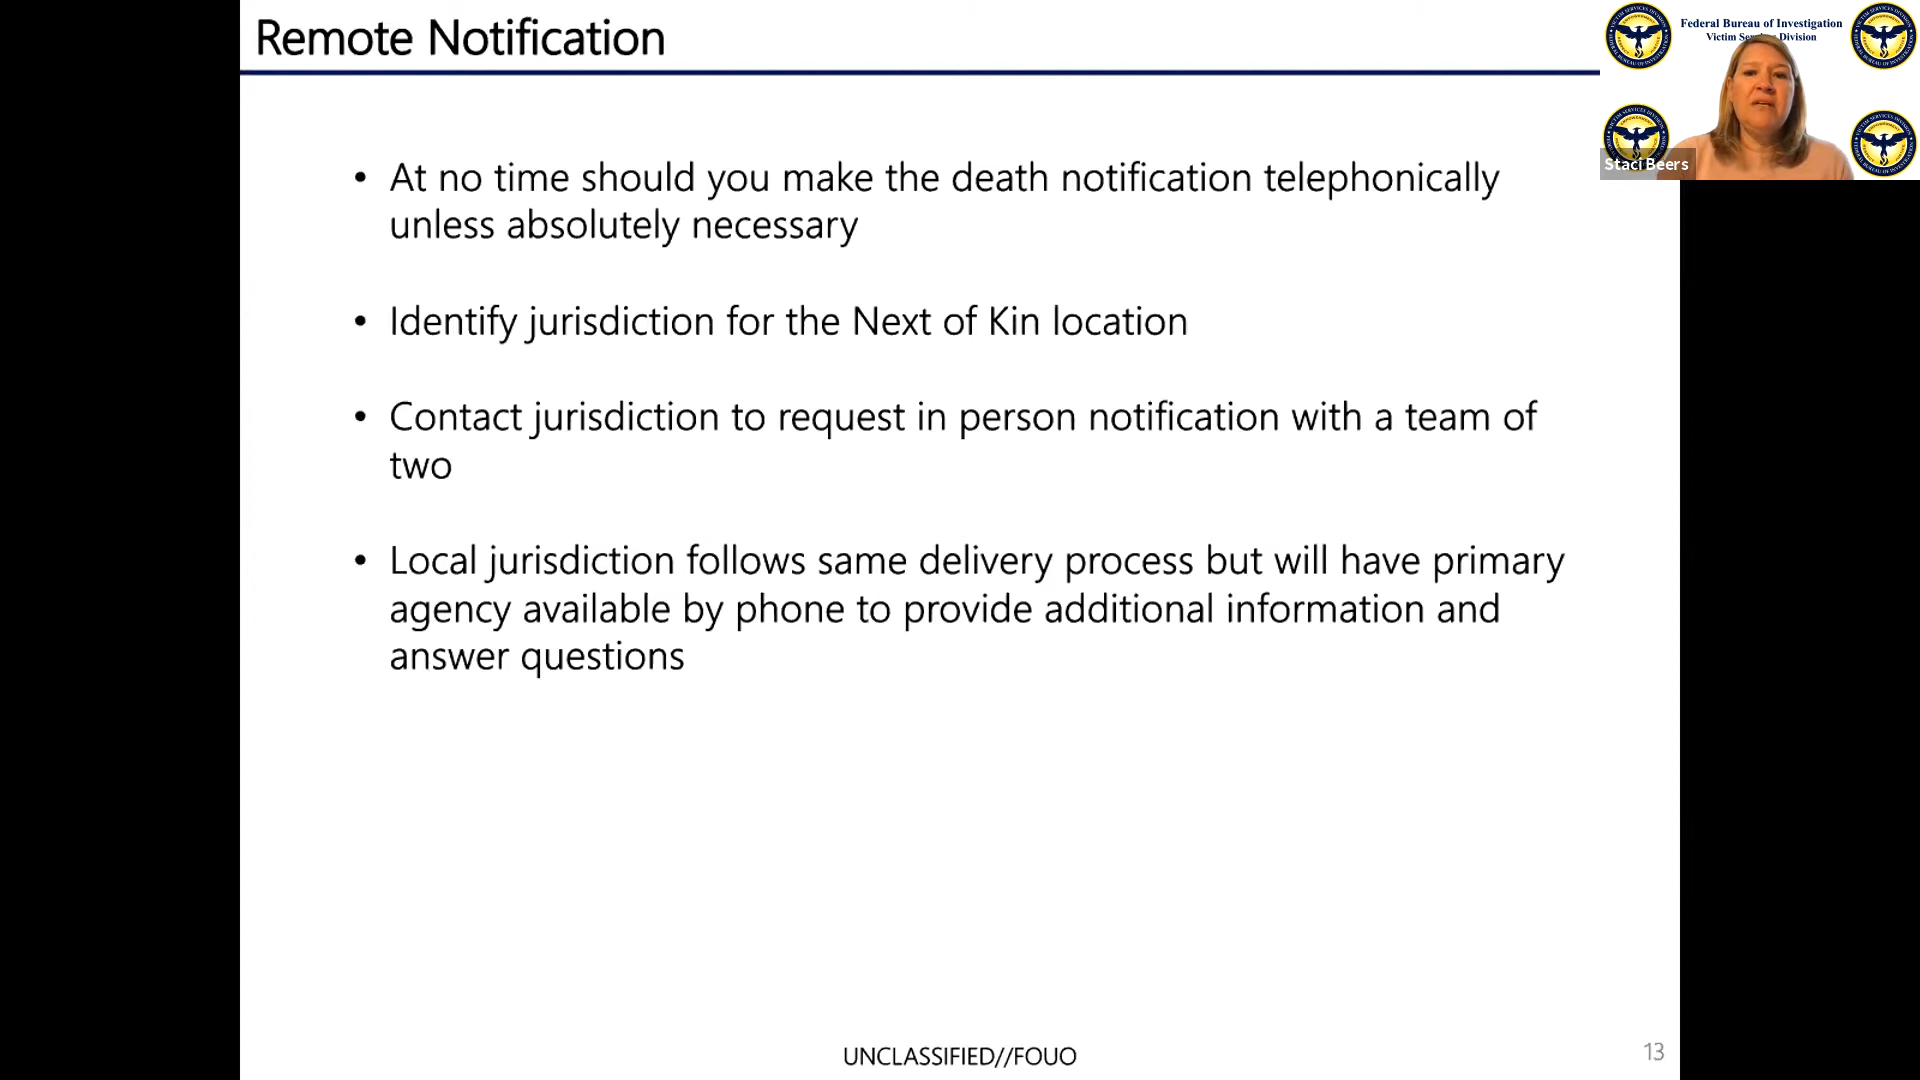 Remote Notification
Federal Bureau of Investigation
Victim Division
Staci Beers
• At no time should you make the death notification telephonically
unless absolutely necessary
• Identify jurisdiction for the Next of Kin location
• Contact jurisdiction to request in person notification with a team of
two
• Local jurisdiction follows same delivery process but will have primary
agency available by phone to provide additional information and
answer questions
UNCLASSIFIED//FOUO
13